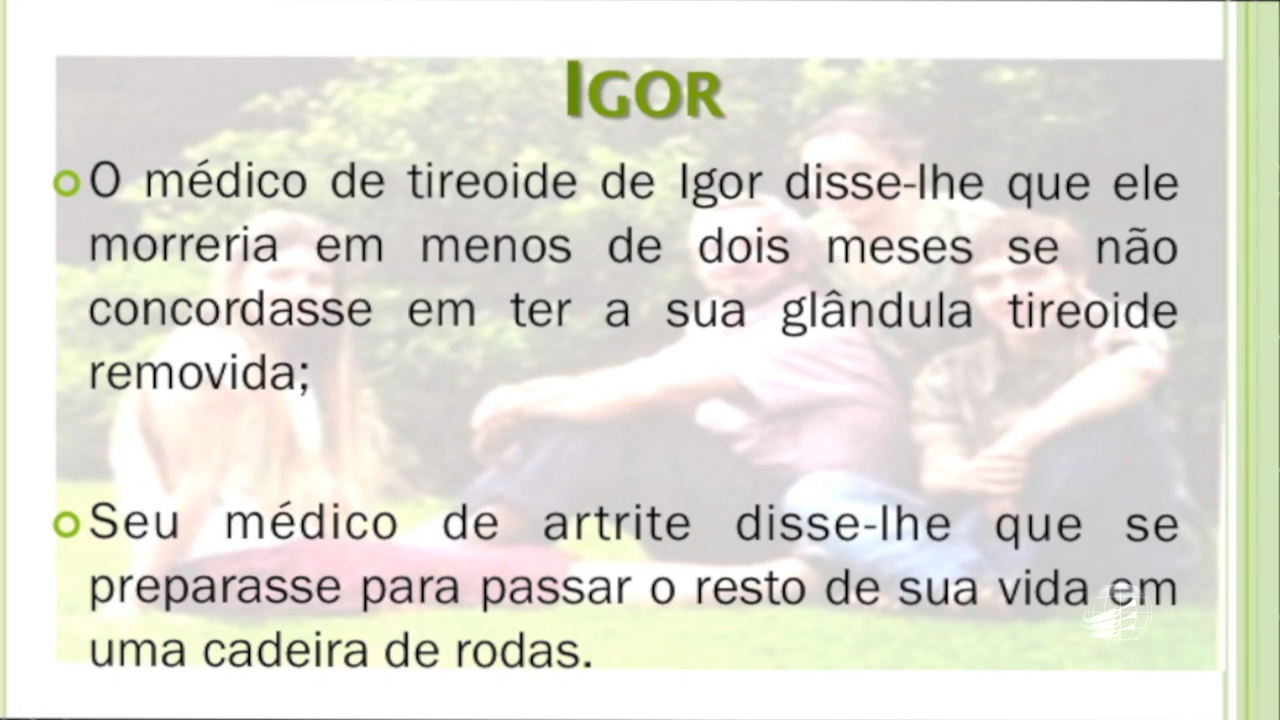 IGOR
O médico de tireoide de Igor disse-lhe que ele
morreria em menos de dois meses se não
concordasse em ter a sua glândula tireoide
removida;
Seu médico de artrite disse-lhe que se
preparasse para passar o resto de sua vida em
uma cadeira de rodas.